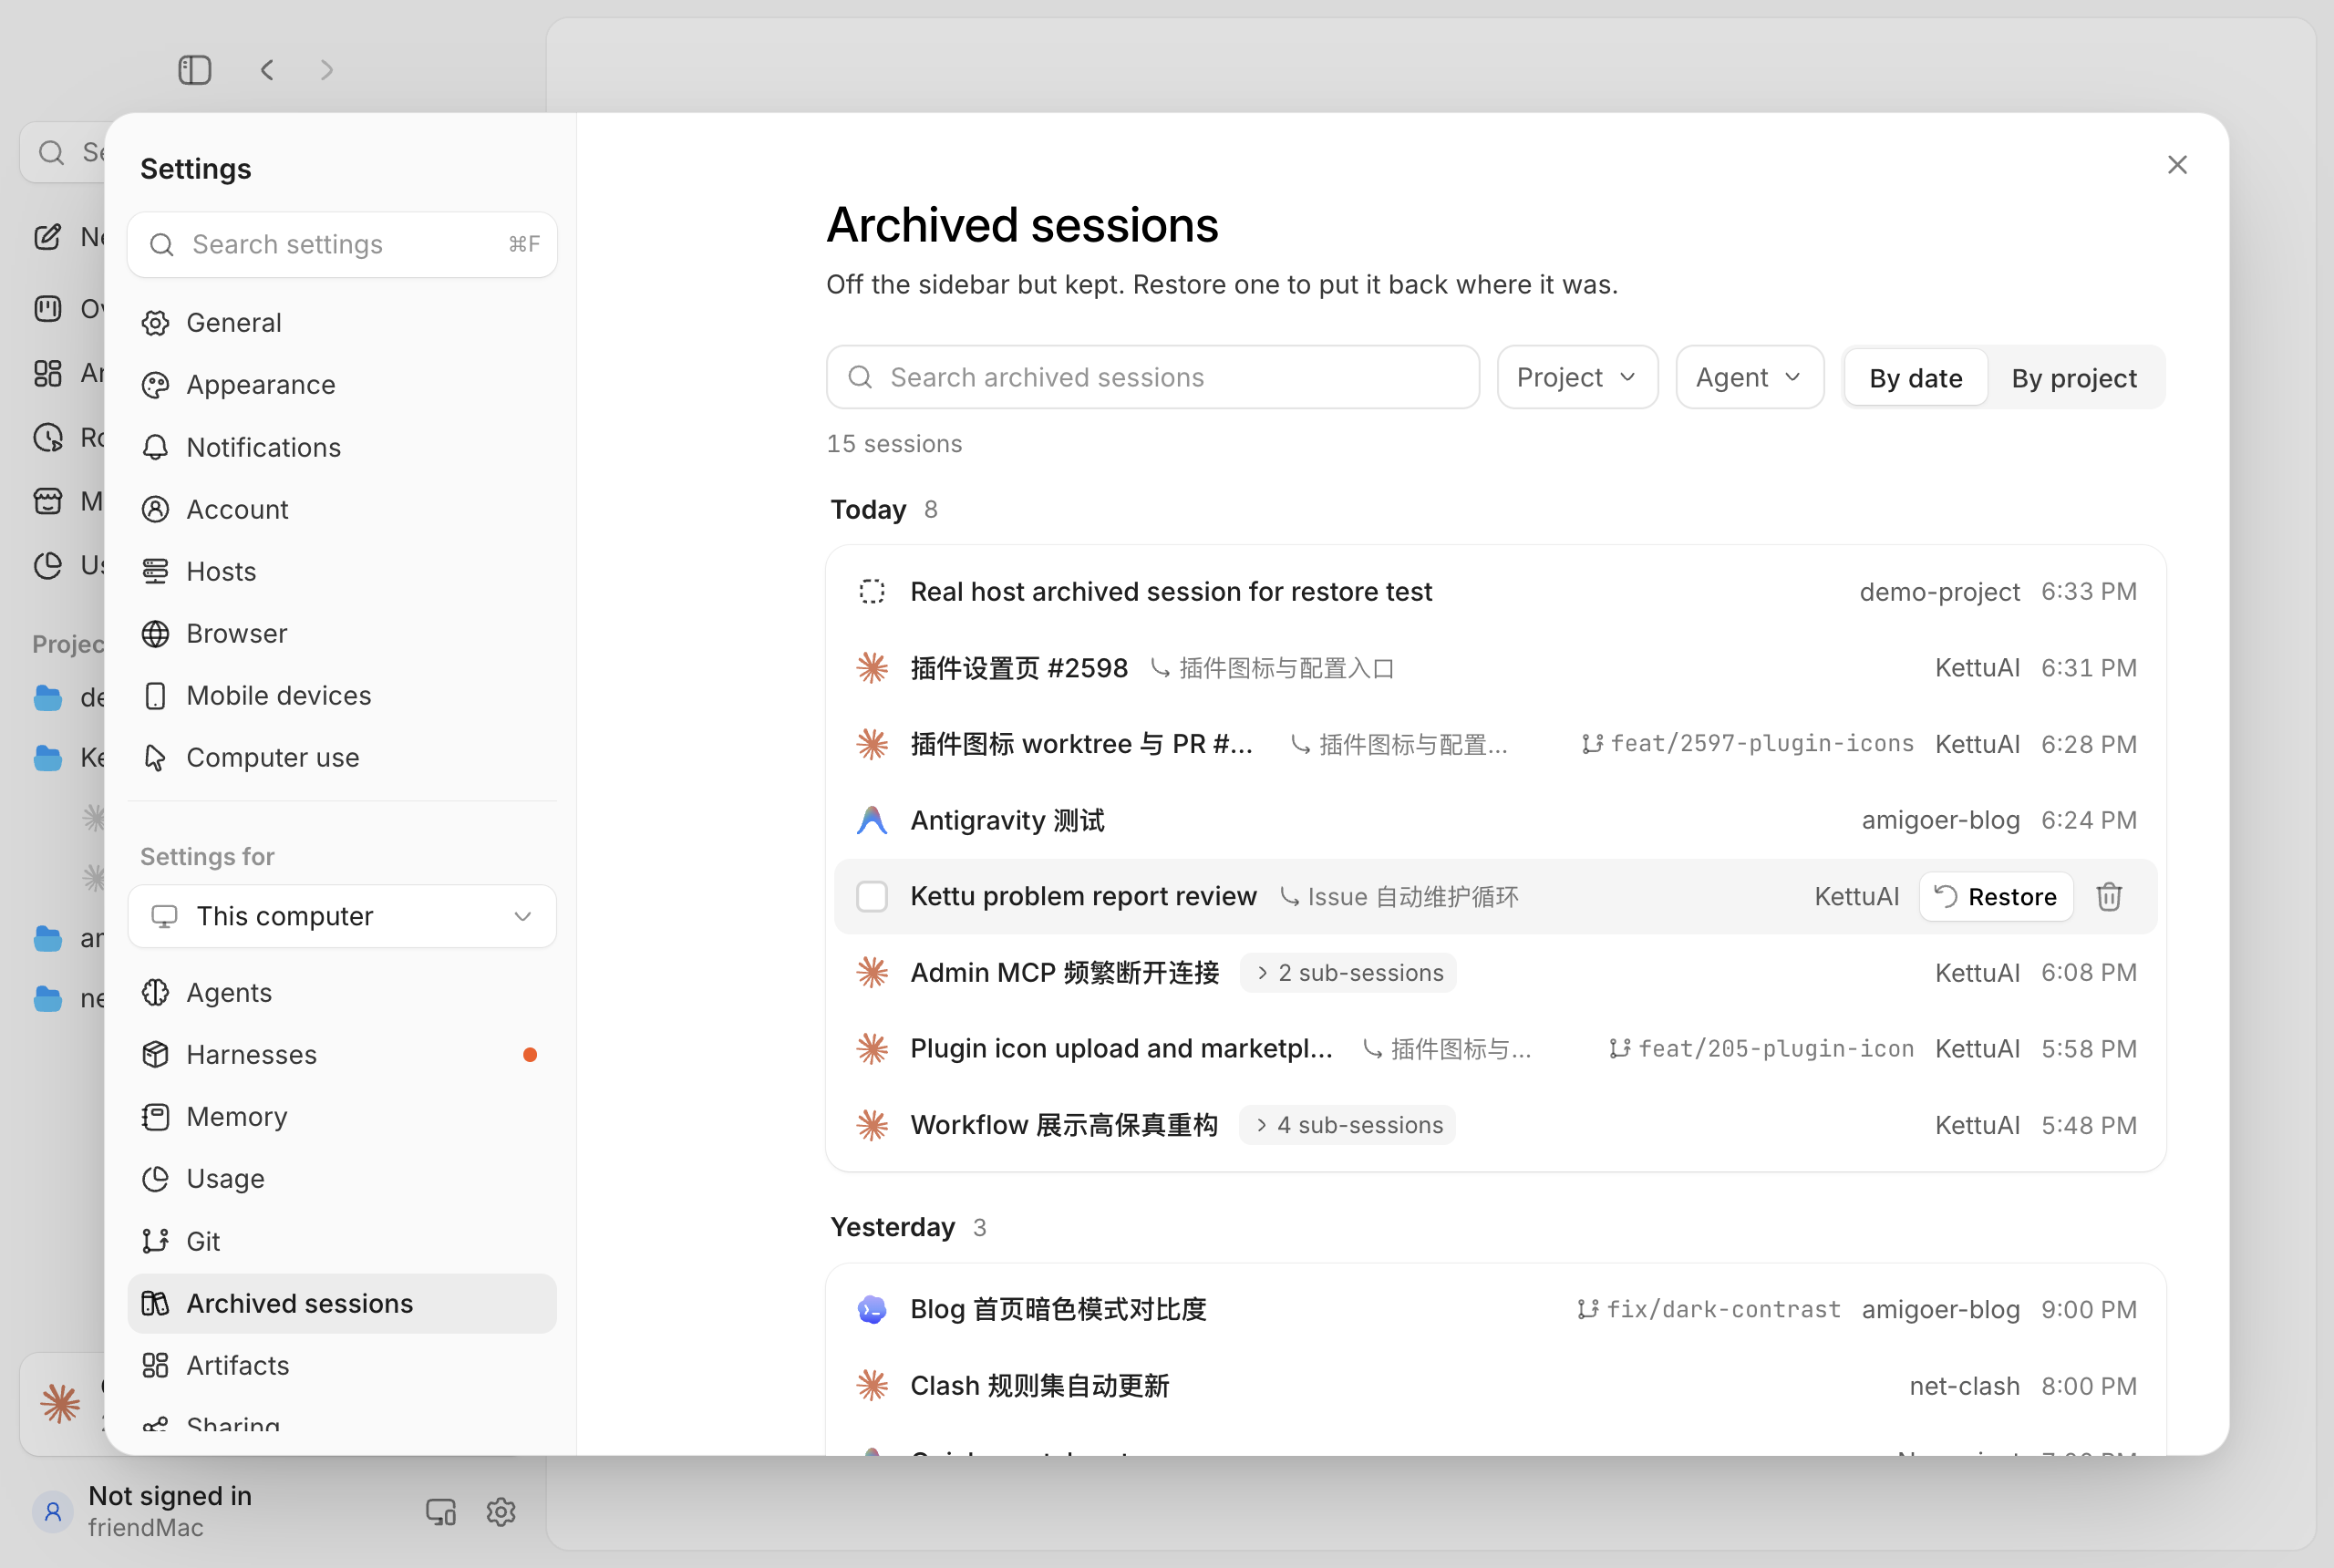 Settings
Search settings ⌘F
General
Appearance
Notifications
Account
Hosts
Browser
Mobile devices
Computer use
Settings for
This computer
Agents
Harnesses
Memory
Usage
Git
Archived sessions
Artifacts
Sharing
Not signed in
friendMac
Archived sessions
Off the sidebar but kept. Restore one to put it back where it was.
Search archived sessions Project Agent By date By project
15 sessions
Today 8
Real host archived session for restore test demo-project 6:33 PM
插件设置页 #2598 插件图标与配置入口 KettuAI 6:31 PM
插件图标 worktree 与 PR #... 插件图标与配置... feat/2597-plugin-icons KettuAI 6:28 PM
Antigravity 测试 amigoer-blog 6:24 PM
Kettu problem report review Issue 自动维护循环 KettuAI Restore
Admin MCP 频繁断开连接 2 sub-sessions KettuAI 6:08 PM
Plugin icon upload and marketpl... 插件图标与... feat/205-plugin-icon KettuAI 5:58 PM
Workflow 展示高保真重构 4 sub-sessions KettuAI 5:48 PM
Yesterday 3
Blog 首页暗色模式对比度 fix/dark-contrast amigoer-blog 9:00 PM
Clash 规则集自动更新 net-clash 8:00 PM